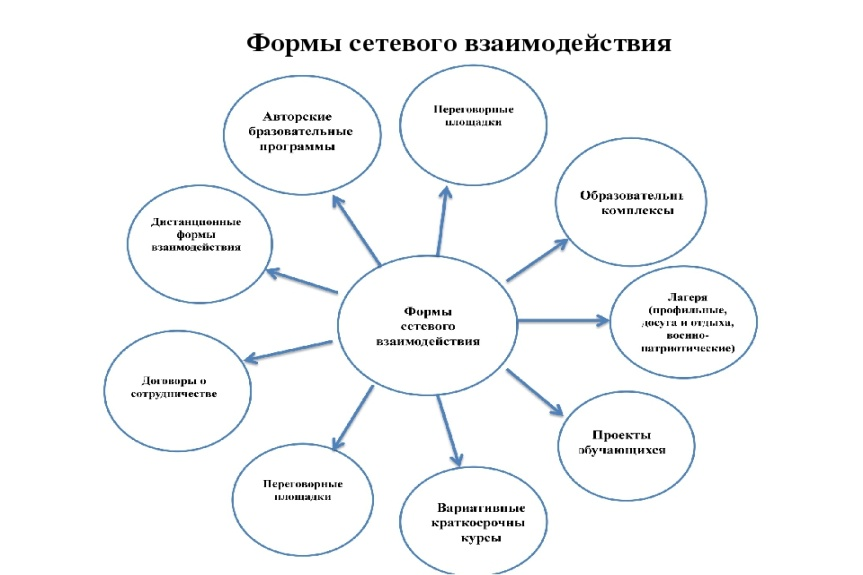 Формы сетевого взаимодействия
Авторские
бразовательные
программы
Переговорные
площадки
Образовательн
комплексы
Дистанционные
формы
взаимодействия
Формы
сетевого
взаимодействия
Лагеря
(профильные,
досуга и отдыха,
военно-
патриотические)
Договоры о
сотрудничестве
Проекты
обучающихся
Переговорные
площадки
Вариативные
краткосрочны
курсы